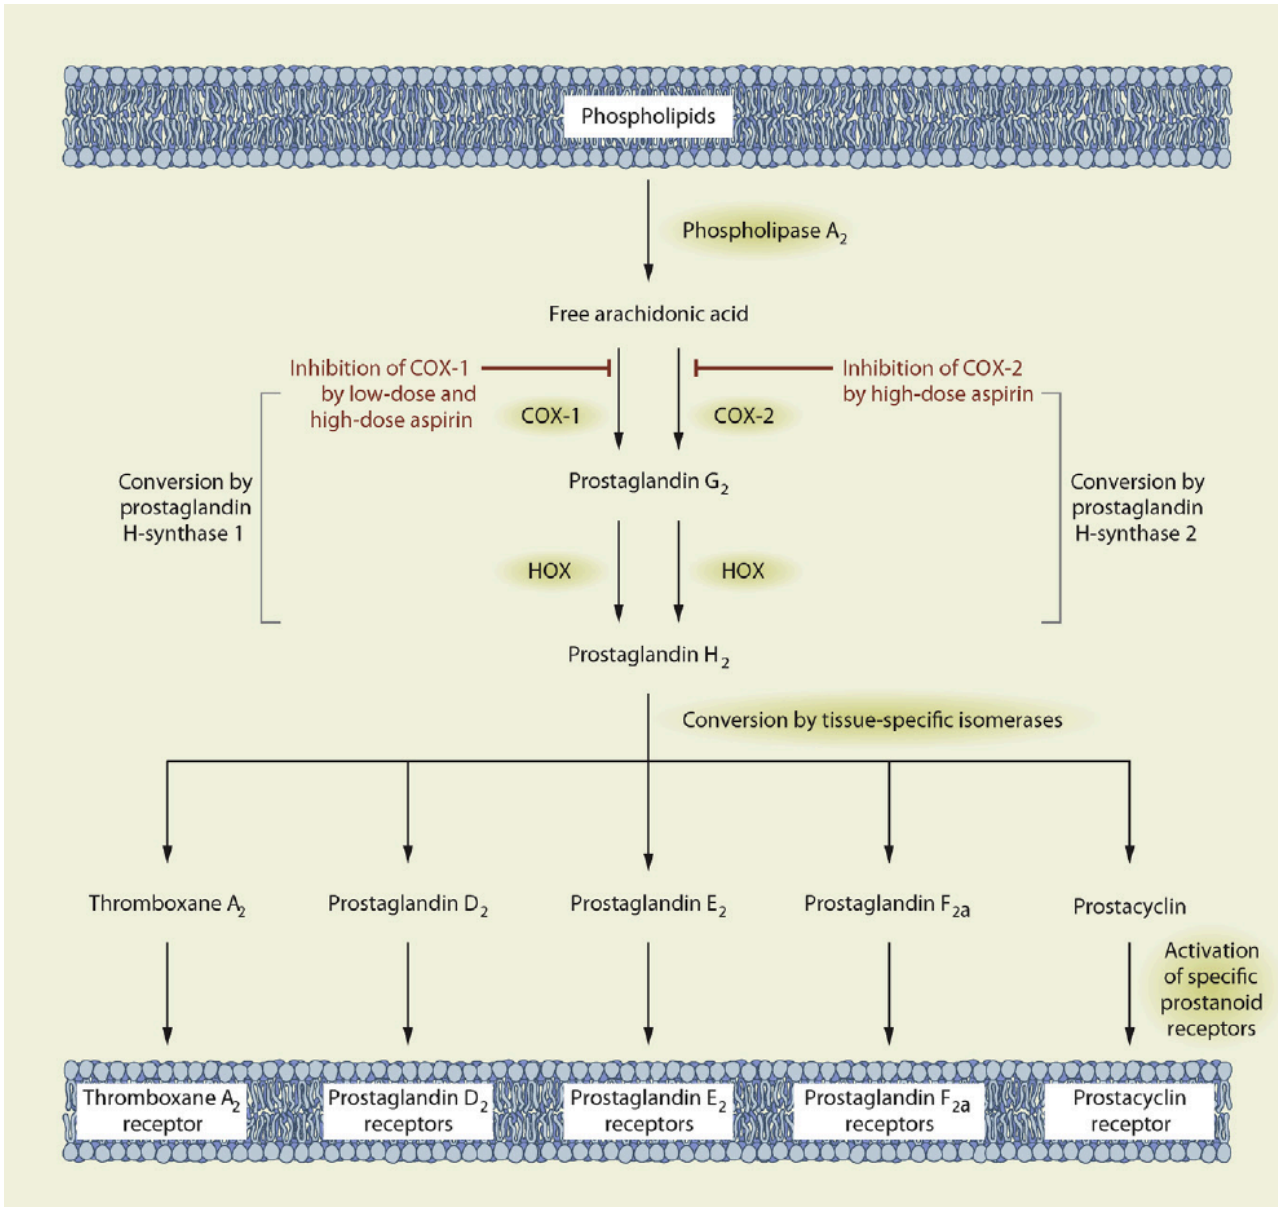 Phospholipids
Phospholipase A2
Free arachidonic acid
Inhibition of COX-1
by low-dose and
high-dose aspirin
Inhibition of COX-2
by high-dose aspirin
COX-1
COX-2
Conversion by
prostaglandin
H-synthase 1
Prostaglandin G2
Conversion by
prostaglandin
H-synthase 2
HOX
HOX
Prostaglandin H2
Conversion by tissue-specific isomerases
Thromboxane A2
Prostaglandin D2
Prostaglandin E2
Prostaglandin F2a
Prostacyclin
Activation
of specific
prostanoid
receptors
Thromboxane A2
receptor
Prostaglandin D2
receptors
Prostaglandin E2
receptors
Prostaglandin F2a
receptors
Prostacyclin
receptor